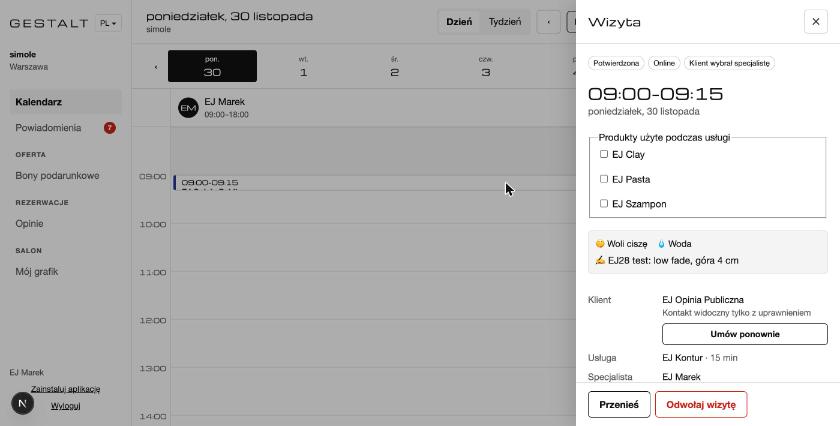 GESTALT
PL
simole
Warszawa
Kalendarz
Powiadomienia
7
OFERTA
Bony podarunkowe
REZERWACJE
Opinie
SALON
Mój grafik
EJ Marek
Zainstaluj aplikację
N
Wyloguj
poniedziałek, 30 listopada
simole
Dzień
Tydzień
pon.
30
wt.
1
śr.
2
czw.
3
EM
EJ Marek
09:00–18:00
09:00
09:00–09:15
10:00
11:00
12:00
13:00
14:00
Wizyta
Potwierdzona
Online
Klient wybrał specjalistę
09:00–09:15
poniedziałek, 30 listopada
Produkty użyte podczas usługi
EJ Clay
EJ Pasta
EJ Szampon
Woli ciszę
Woda
EJ28 test: low fade, góra 4 cm
Klient
EJ Opinia Publiczna
Kontakt widoczny tylko z uprawnieniem
Umów ponownie
Usługa
EJ Kontur · 15 min
Specjalista
EJ Marek
Przenieś
Odwołaj wizytę